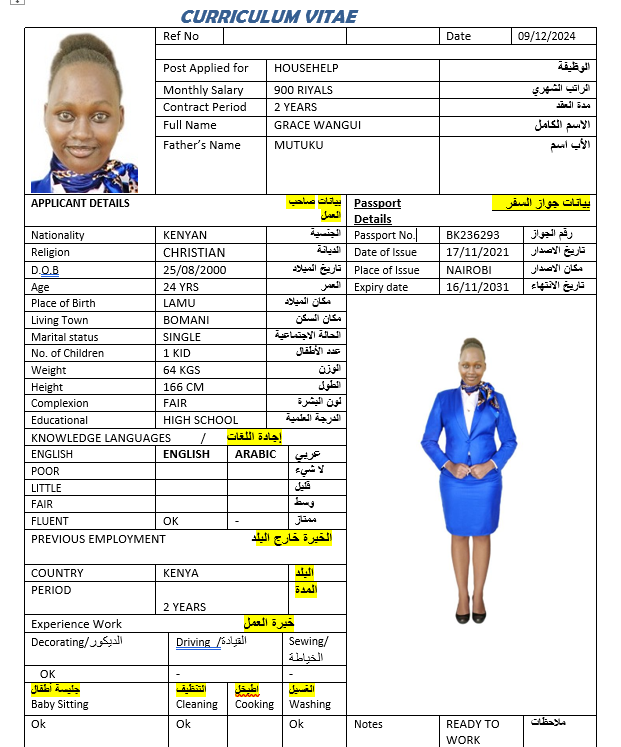 CURRICULUM VITAE
Ref No Date 09/12/2024
Post Applied for HOUSEHELP الوظيفة
Monthly Salary 900 RIYALS الراتب الشهري
Contract Period 2 YEARS مدة العقد
Full Name GRACE WANGUI الاسم الكامل
Father's Name MUTUKU الأب اسم
APPLICANT DETAILS بيانات صاحب العمل
Passport Details بيانات جواز السفر
Nationality KENYAN الجنسية
Passport No. BK236293 رقم الجواز
Religion CHRISTIAN الديانة
Date of Issue 17/11/2021 تاريخ الاصدار
D.O.B 25/08/2000 تاريخ الميلاد
Place of Issue NAIROBI مكان الاصدار
Age 24 YRS العمر
Expiry date 16/11/2031 تاريخ الانتهاء
Place of Birth LAMU مكان الميلاد
Living Town BOMANI مكان السكن
Marital status SINGLE الحالة الاجتماعية
No. of Children 1 KID عدد الأطفال
Weight 64 KGS الوزن
Height 166 CM الطول
Complexion FAIR لون البشرة
Educational HIGH SCHOOL الدرجة العلمية
KNOWLEDGE LANGUAGES / إجادة اللغات
ENGLISH ENGLISH ARABIC عربي
POOR لا شيء
LITTLE قليل
FAIR وسط
FLUENT OK - ممتاز
PREVIOUS EMPLOYMENT الخبرة خارج البلد
COUNTRY KENYA البلد
PERIOD 2 YEARS المدة
Experience Work خبرة العمل
Decorating/الديكور Driving /القيادة Sewing/الخياطة
OK - -
جليسة أطفال التنظيف اطبخل الغسيل
Baby Sitting Cleaning Cooking Washing
Ok Ok Ok Notes READY TO WORK ملاحظات